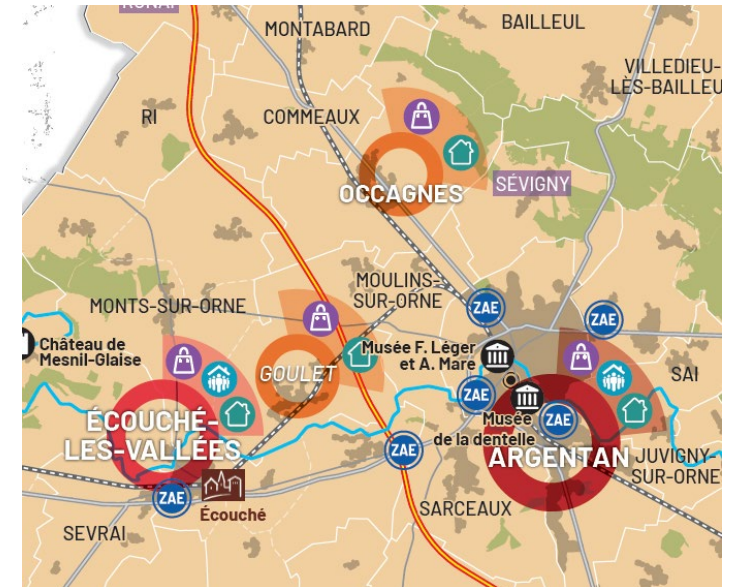 RONAI
MONTABARD
BAILLEUL
VILLEDIEU-
LÈS-BAILLEU
RI
COMMEAUX
OCCAGNES
SÉVIGNY
MOULINS-
SUR-ORNE
MONTS-SUR-ORNE
ZAE
ZAE
Château de
Mesnil-Glaise
GOULET
Musée F. Léger
et A. Mare
SAI
ZAE
Musée
de la dentelle
ZAE
ÉCOUCHÉ-
LES-VALLÉES
ZAE
ARGENTAN
JUVIGNY-
SUR-ORNE
ZAE
Écouché
SARCEAUX
SEVRAI